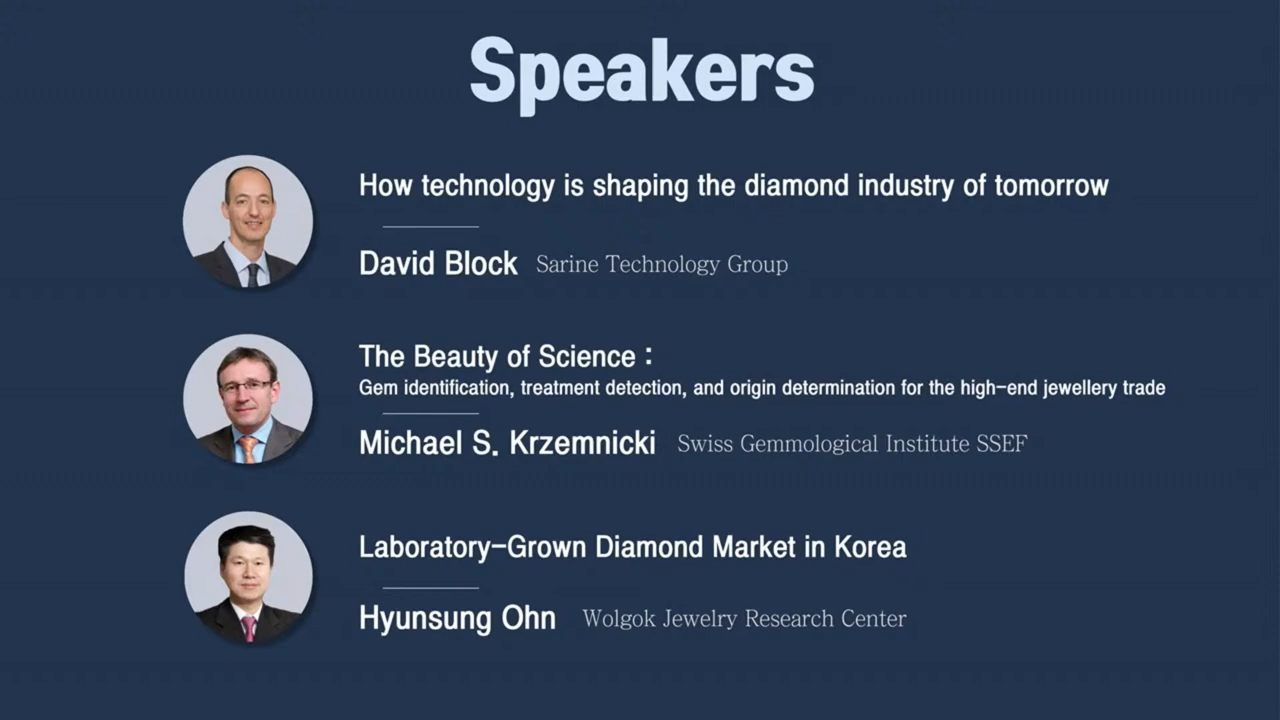 Speakers
How technology is shaping the diamond industry of tomorrow
David Block Sarine Technology Group
The Beauty of Science :
Gem identification, treatment detection, and origin determination for the high-end jewellery trade
Michael S. Krzemnicki Swiss Gemmological Institute SSEF
Laboratory-Grown Diamond Market in Korea
Hyunsung Ohn Wolgok Jewelry Research Center